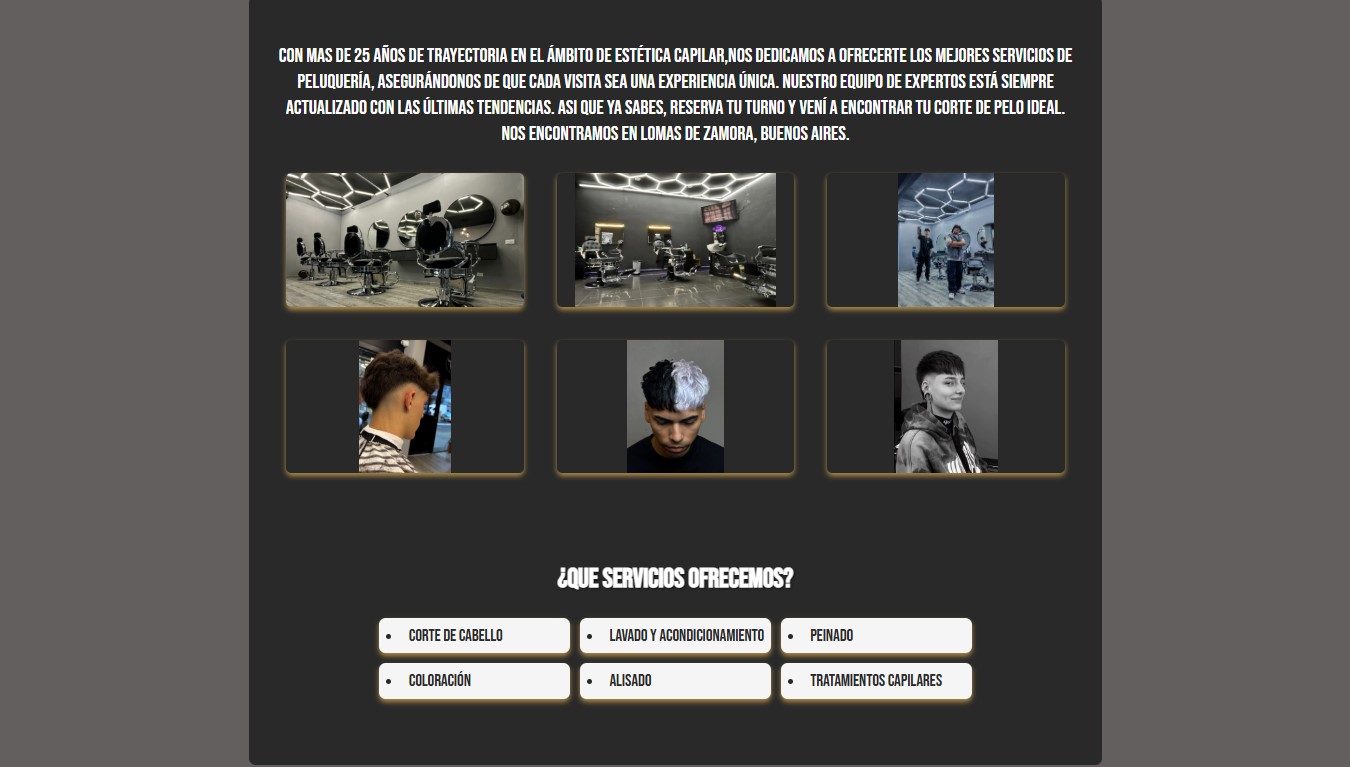 CON MAS DE 25 AÑOS DE TRAYECTORIA EN EL ÁMBITO DE ESTÉTICA CAPILAR,NOS DEDICAMOS A OFRECERTE LOS MEJORES SERVICIOS DE
PELUQUERÍA, ASEGURÁNDONOS DE QUE CADA VISITA SEA UNA EXPERIENCIA ÚNICA. NUESTRO EQUIPO DE EXPERTOS ESTÁ SIEMPRE
ACTUALIZADO CON LAS ÚLTIMAS TENDENCIAS. ASI QUE YA SABES, RESERVA TU TURNO Y VENÍ A ENCONTRAR TU CORTE DE PELO IDEAL.
NOS ENCONTRAMOS EN LOMAS DE ZAMORA, BUENOS AIRES.
¿QUE SERVICIOS OFRECEMOS?
• CORTE DE CABELLO
• LAVADO Y ACONDICIONAMIENTO
• PEINADO
• COLORACIÓN
• ALISADO
• TRATAMIENTOS CAPILARES